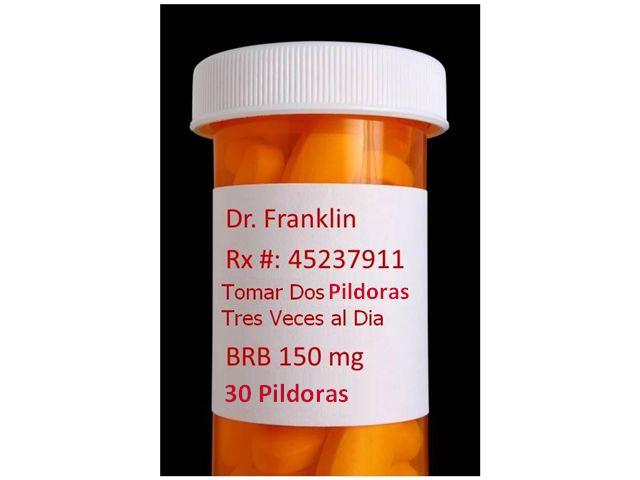 Dr. Franklin
Rx #: 45237911
Tomar Dos Pildoras
Tres Veces al Dia
BRB 150 mg
30 Pildoras